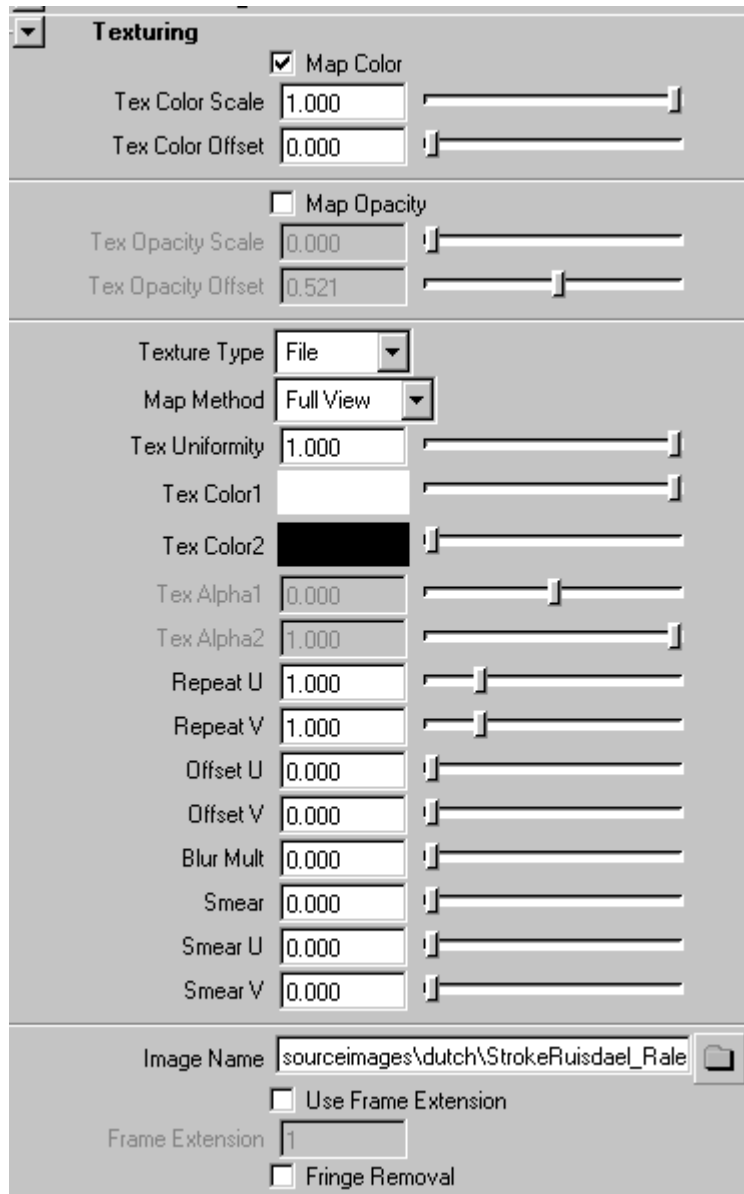 Texturing
Map Color
Tex Color Scale 1.000
Tex Color Offset 0.000
Map Opacity
Tex Opacity Scale 0.000
Tex Opacity Offset 0.521
Texture Type File
Map Method Full View
Tex Uniformity 1.000
Tex Color1
Tex Color2
Tex Alpha1 0.000
Tex Alpha2 1.000
Repeat U 1.000
Repeat V 1.000
Offset U 0.000
Offset V 0.000
Blur Mult 0.000
Smear 0.000
Smear U 0.000
Smear V 0.000
Image Name sourceimages\dutch\StrokeRuisdael_Rale
Use Frame Extension
Frame Extension 1
Fringe Removal